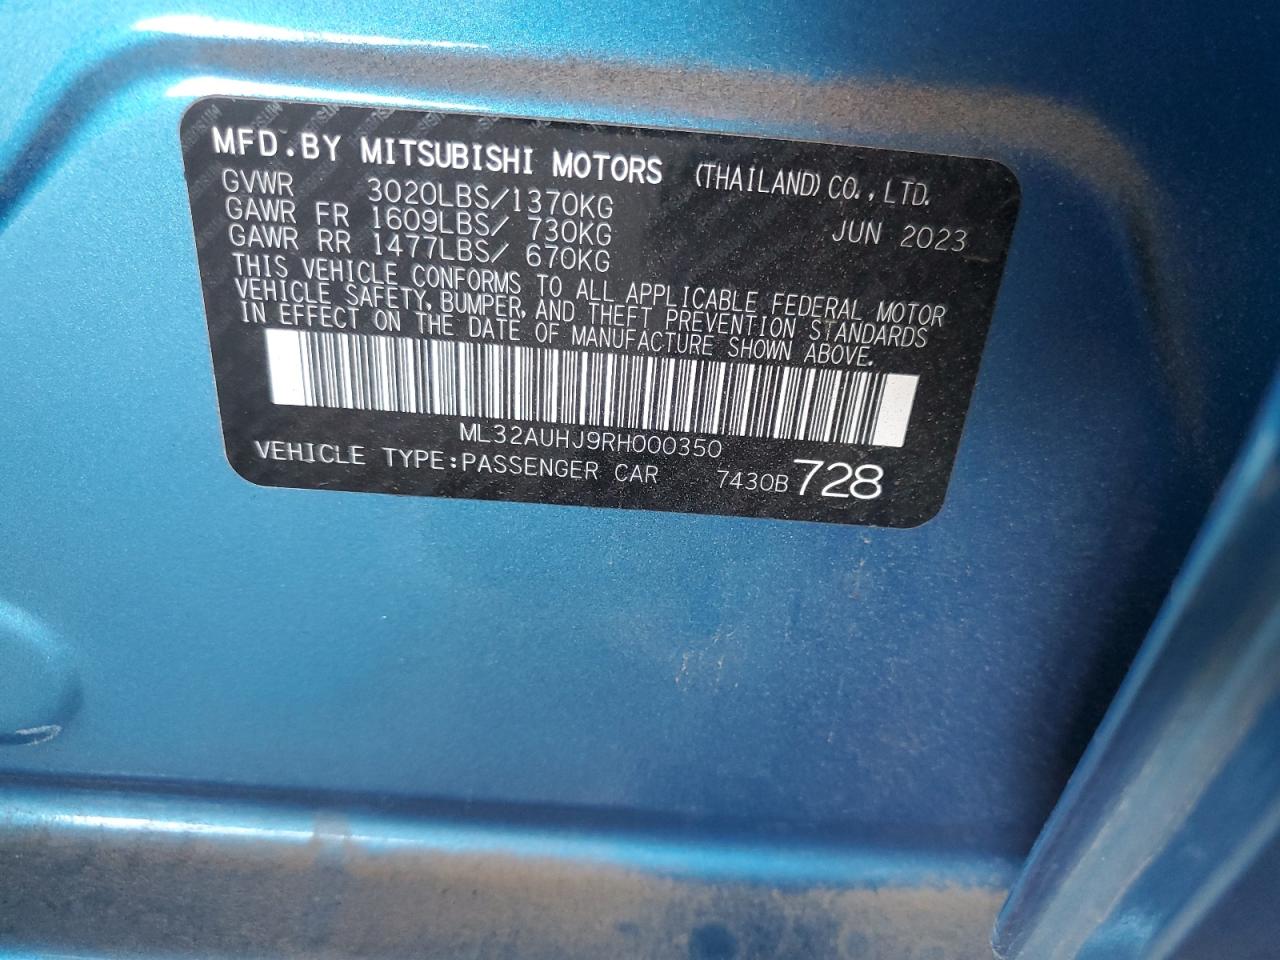 MFD.BY MITSUBISHI MOTORS (THAILAND)CO.,LTD.
GVWR 3020LBS/1370KG
GAWR FR 1609LBS/ 730KG JUN 2023
GAWR RR 1477LBS/ 670KG
THIS VEHICLE CONFORMS TO ALL APPLICABLE FEDERAL MOTOR
VEHICLE SAFETY, BUMPER, AND THEFT PREVENTION STANDARDS
IN EFFECT ON THE DATE OF MANUFACTURE SHOWN ABOVE.
ML32AUHJ9RH000350
VEHICLE TYPE:PASSENGER CAR 7430B 728